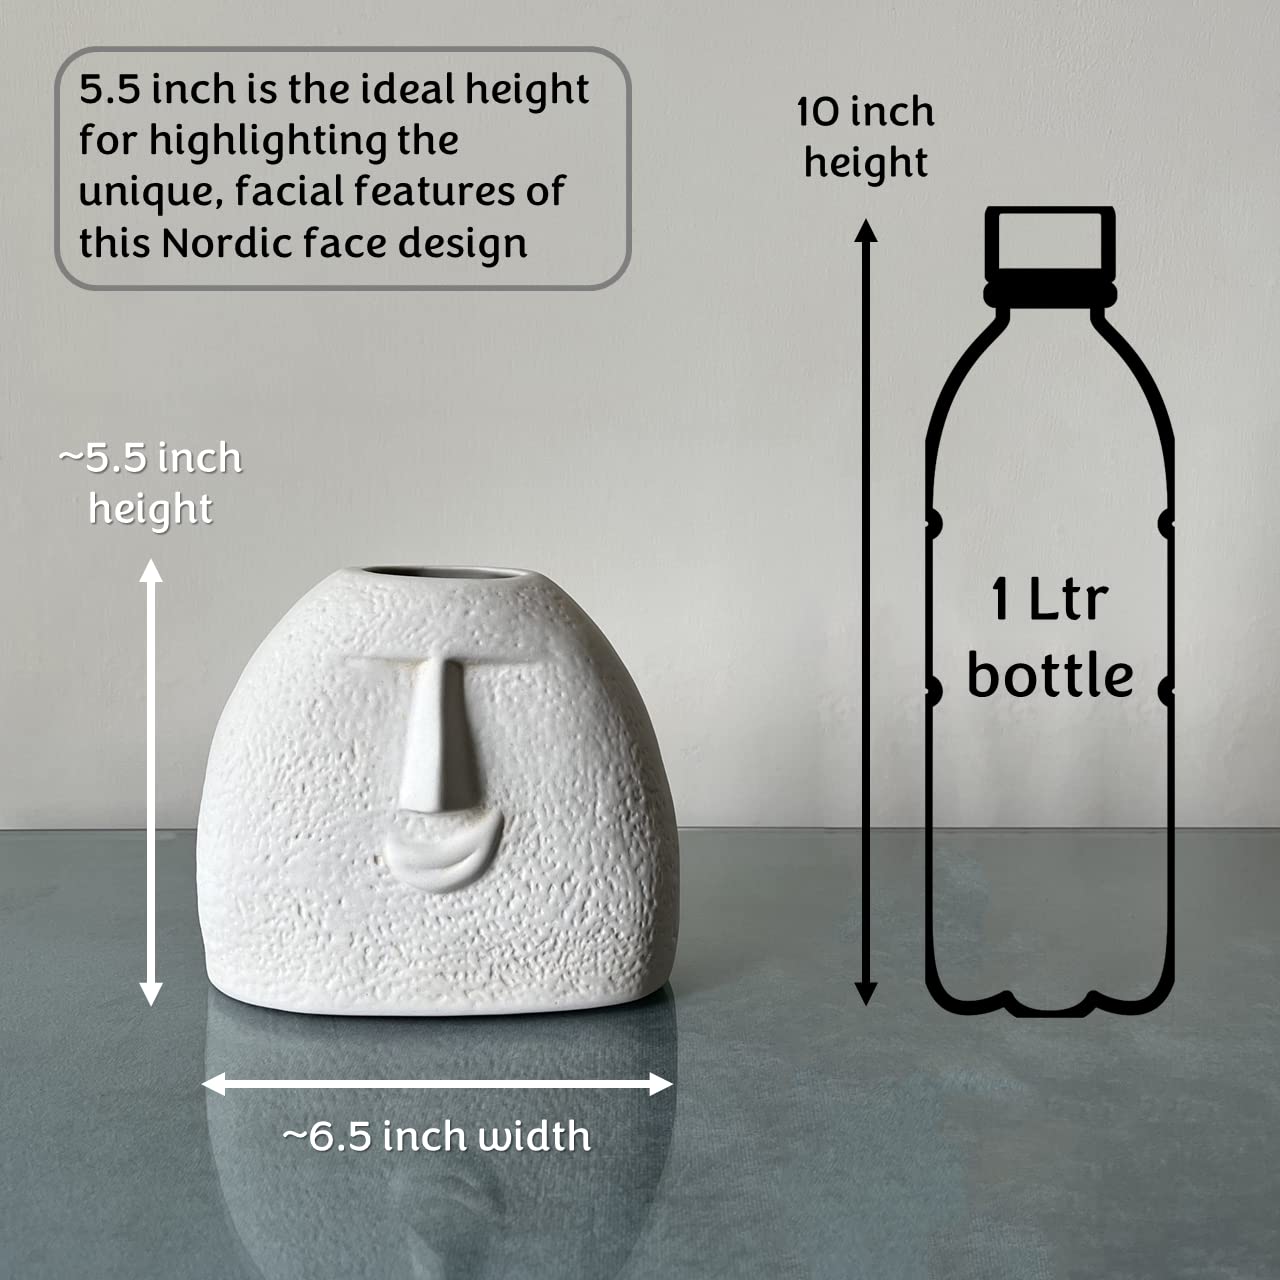 5.5 inch is the ideal height
for highlighting the
unique, facial features of
this Nordic face design
10 inch
height
~5.5 inch
height
1 Ltr
bottle
~6.5 inch width